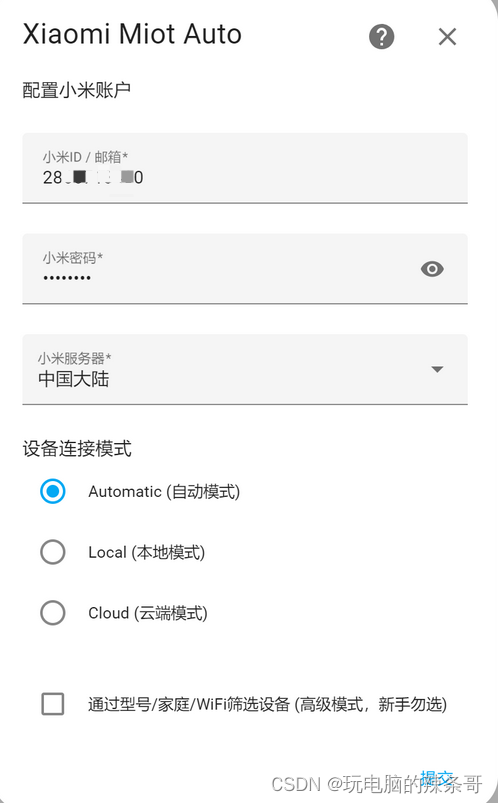 Xiaomi Miot Auto
配置小米账户
小米ID / 邮箱*
28 0
小米密码*
••••••••
小米服务器*
中国大陆
设备连接模式
Automatic (自动模式)
Local (本地模式)
Cloud (云端模式)
通过型号/家庭/WiFi筛选设备 (高级模式，新手勿选)
提交
CSDN @玩电脑的辣条哥